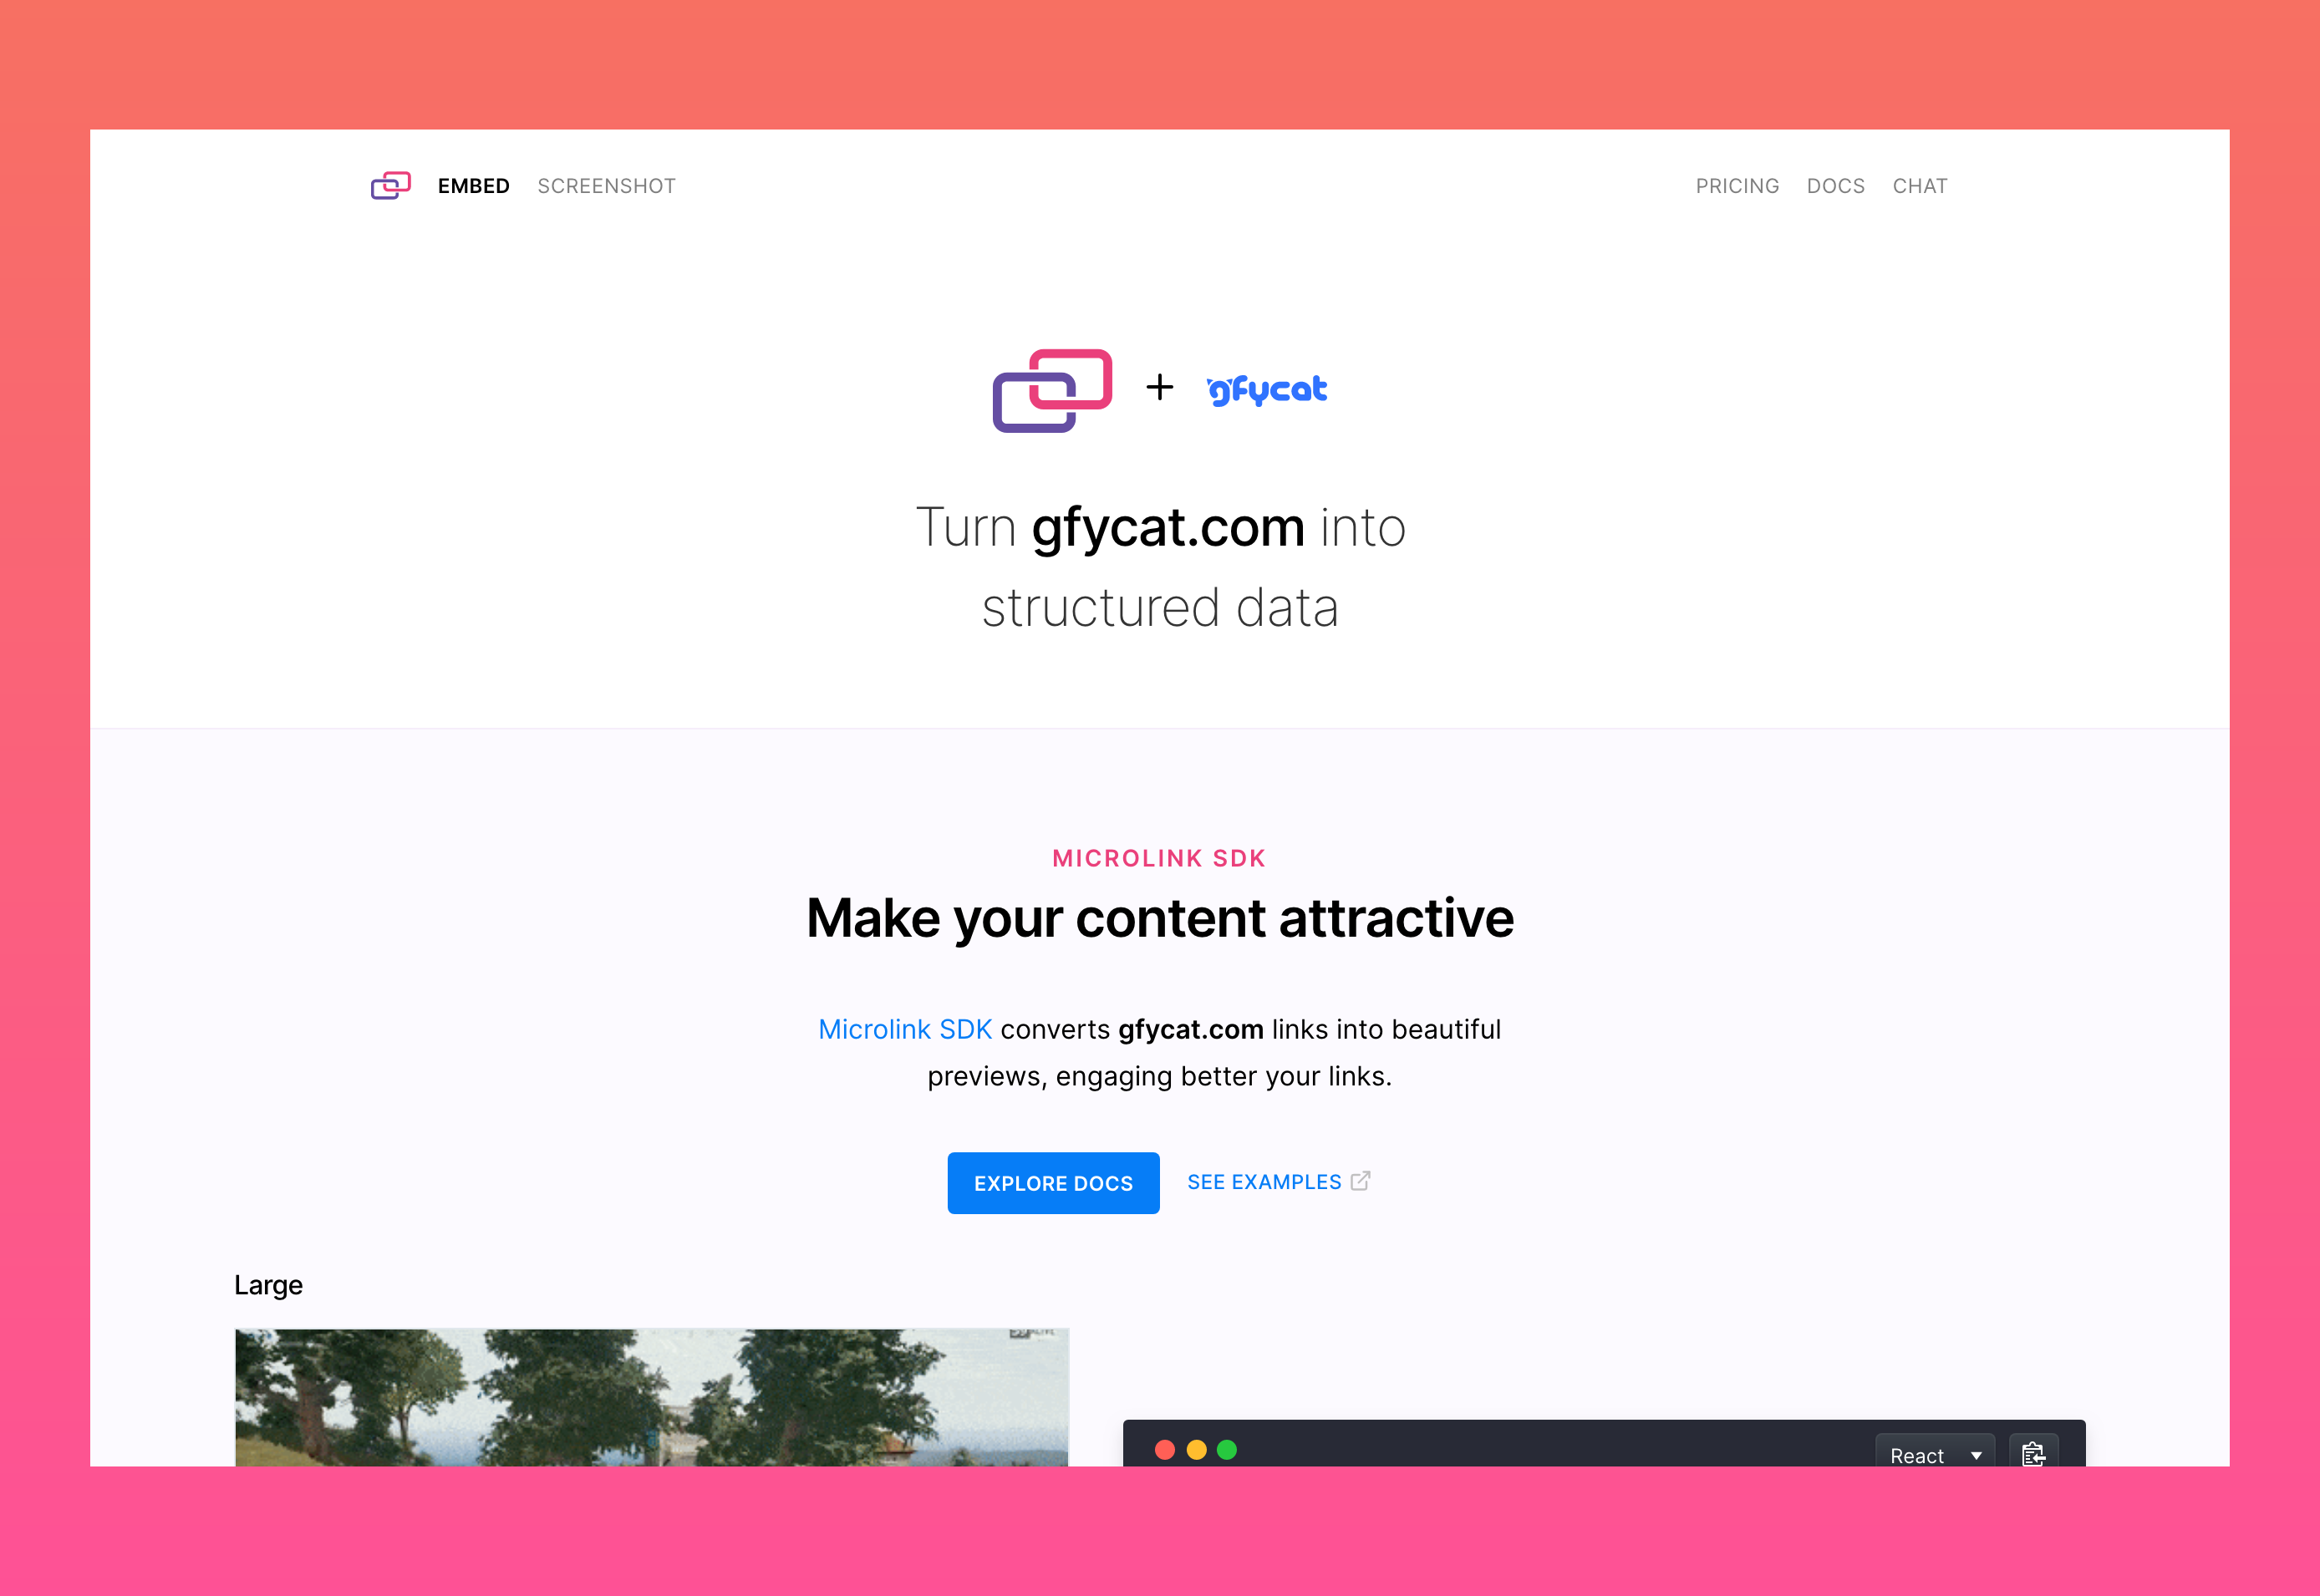 EMBED SCREENSHOT PRICING DOCS CHAT
+ gfycat
Turn gfycat.com into
structured data
MICROLINK SDK
Make your content attractive
Microlink SDK converts gfycat.com links into beautiful
previews, engaging better your links.
EXPLORE DOCS SEE EXAMPLES
Large
React